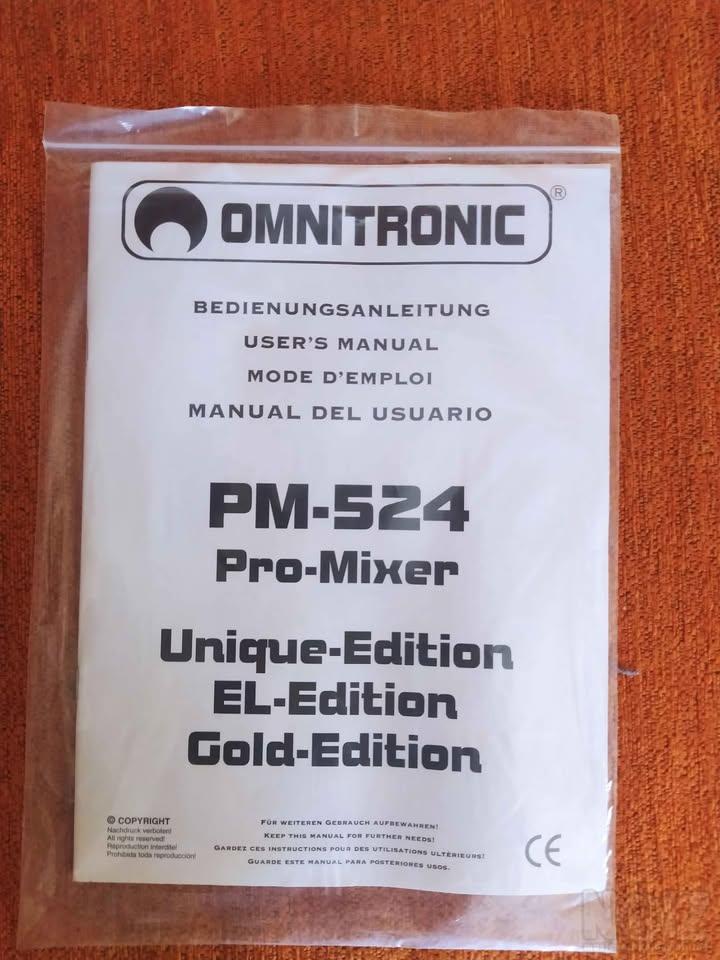 OMNITRONIC ®
BEDIENUNGSANLEITUNG
USER'S MANUAL
MODE D'EMPLOI
MANUAL DEL USUARIO
PM-524
Pro-Mixer
Unique-Edition
EL-Edition
Gold-Edition
© COPYRIGHT
Nachdruck verboten!
All rights reserved!
Réproduction interdite!
Prohibida toda reproducción!
FÜR WEITEREN GEBRAUCH AUFBEWAHREN!
KEEP THIS MANUAL FOR FURTHER NEEDS!
GARDEZ CES INSTRUCTIONS POUR DES UTILISATIONS ULTÉRIEURS!
GUARDE ESTE MANUAL PARA POSTERIORES USOS.
CE